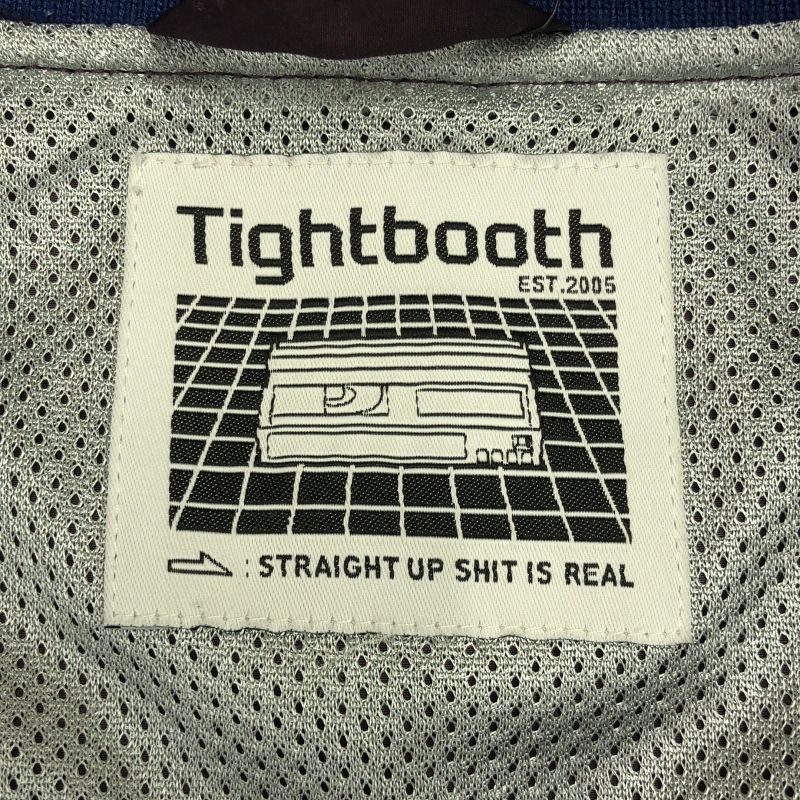 Tightbooth
EST.2005
: STRAIGHT UP SHIT IS REAL